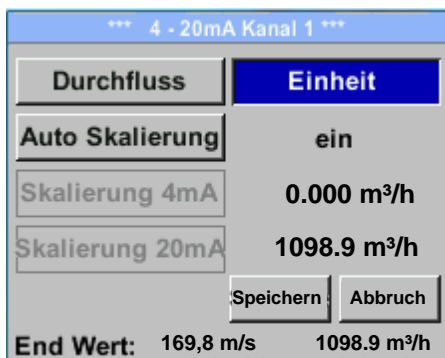 *** 4 - 20mA Kanal 1 ***
Durchfluss Einheit
Auto Skalierung ein
Skalierung 4mA 0.000 m³/h
Skalierung 20mA 1098.9 m³/h
Speichern Abbruch
End Wert: 169,8 m/s 1098.9 m³/h